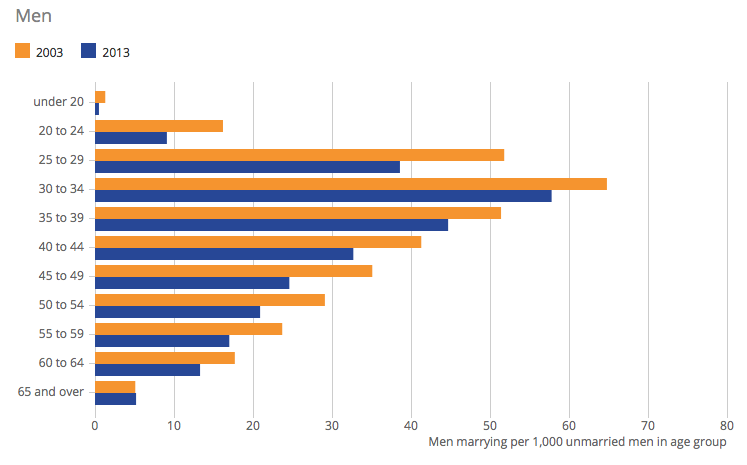 Men
2003 2013
under 20
20 to 24
25 to 29
30 to 34
35 to 39
40 to 44
45 to 49
50 to 54
55 to 59
60 to 64
65 and over
0 10 20 30 40 50 60 70 80
Men marrying per 1,000 unmarried men in age group